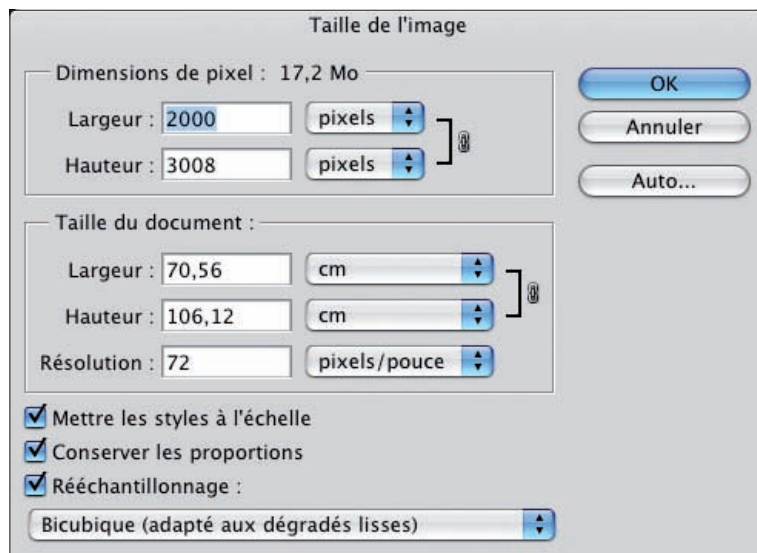 Taille de l'image
Dimensions de pixel : 17,2 Mo
Largeur : 2000 pixels
Hauteur : 3008 pixels
OK
Annuler
Auto...
Taille du document :
Largeur : 70,56 cm
Hauteur : 106,12 cm
Résolution : 72 pixels/pouce
Mettre les styles à l'échelle
Conserver les proportions
Rééchantillonnage :
Bicubique (adapté aux dégradés lisses)